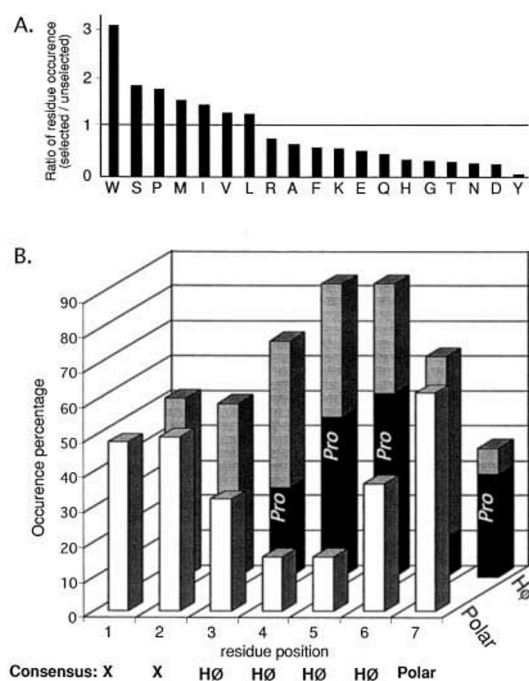 A.
Ratio of residue occurence
(selected / unselected)
3
2
1
0
W S P M I V L R A F K E Q H G T N D Y
B.
Occurence percentage
90
80
70
60
50
40
30
20
10
0
Pro
Pro
Pro
Pro
1 2 3 4 5 6 7
residue position
Polar
HØ
Consensus: X X HØ HØ HØ HØ Polar